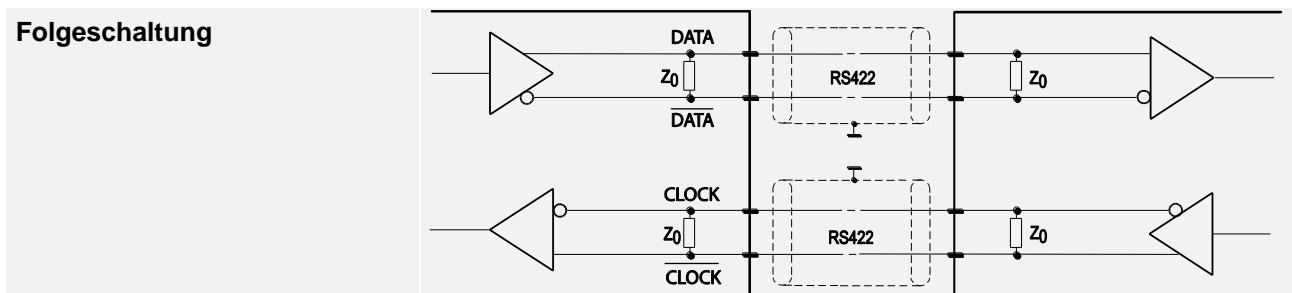 Folgeschaltung
DATA
Z0
RS422
Z0
DATA
CLOCK
Z0
RS422
Z0
CLOCK